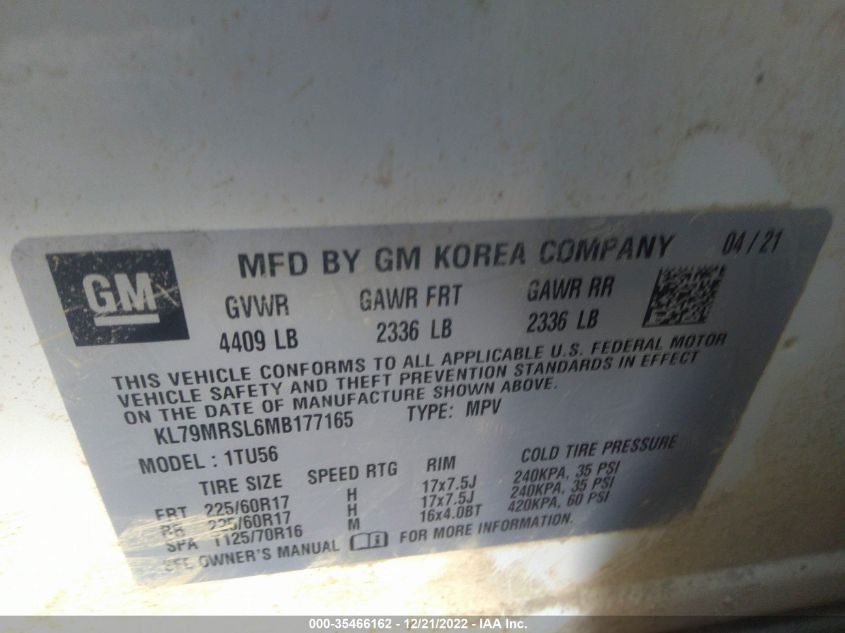 GM
MFD BY GM KOREA COMPANY 04/21
GVWR GAWR FRT GAWR RR
4409 LB 2336 LB 2336 LB
THIS VEHICLE CONFORMS TO ALL APPLICABLE U.S. FEDERAL MOTOR
VEHICLE SAFETY AND THEFT PREVENTION STANDARDS IN EFFECT
ON THE DATE OF MANUFACTURE SHOWN ABOVE.
KL79MRSL6MB177165 TYPE: MPV
MODEL : 1TU56
TIRE SIZE SPEED RTG RIM COLD TIRE PRESSURE
FRT 225/60R17 H 17x7.5J 240KPA, 35 PSI
RR 225/60R17 H 17x7.5J 240KPA, 35 PSI
SPA T125/70R16 M 16x4.0BT 420KPA, 60 PSI
SEE OWNER'S MANUAL FOR MORE INFORMATION.
000-35466162 - 12/21/2022 - IAA Inc.